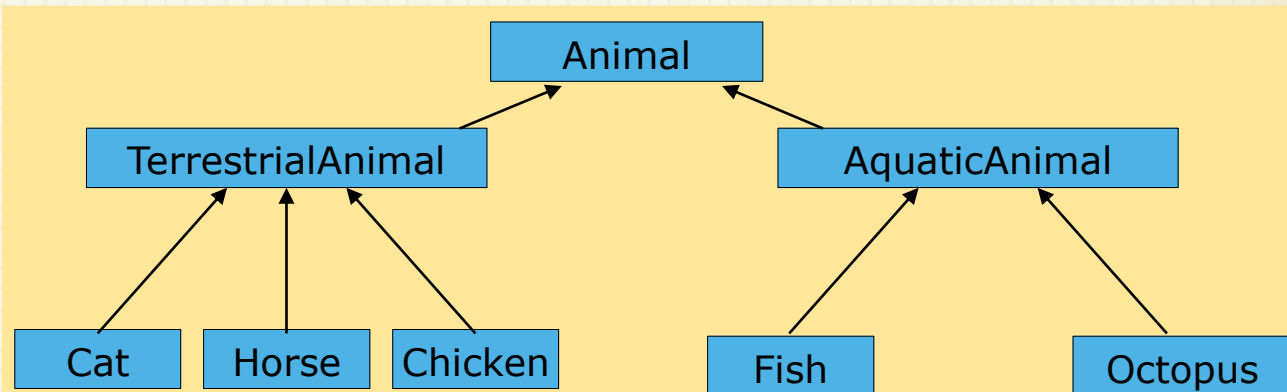 Animal
TerrestrialAnimal
AquaticAnimal
Cat
Horse
Chicken
Fish
Octopus